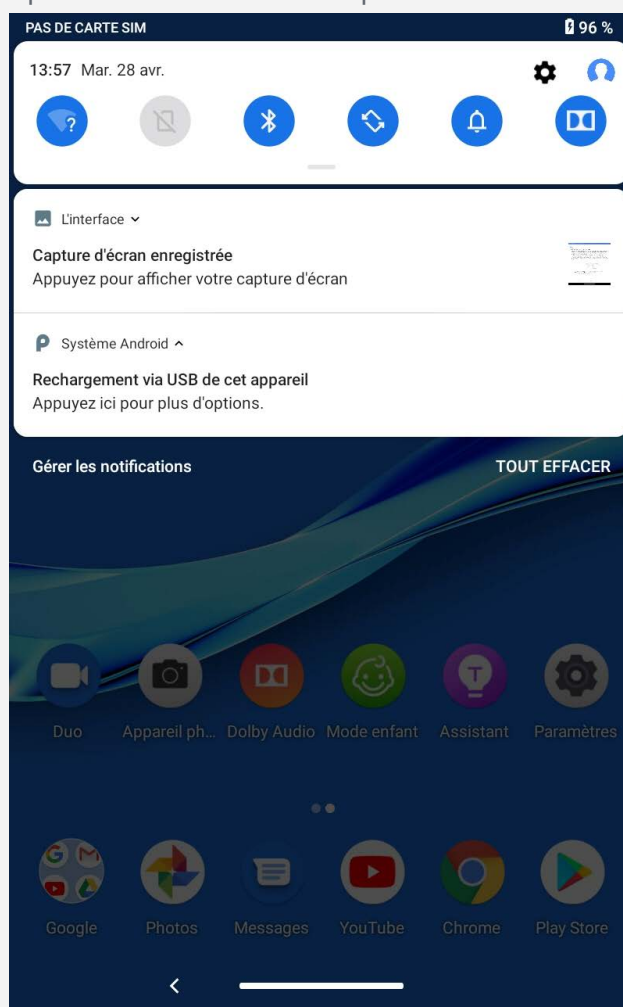 PAS DE CARTE SIM 96 %
13:57 Mar. 28 avr.
L'interface
Capture d'écran enregistrée
Appuyez pour afficher votre capture d'écran
Système Android
Rechargement via USB de cet appareil
Appuyez ici pour plus d'options.
Gérer les notifications TOUT EFFACER
Duo Appareil ph... Dolby Audio Mode enfant Assistant Paramètres
Google Photos Messages YouTube Chrome Play Store